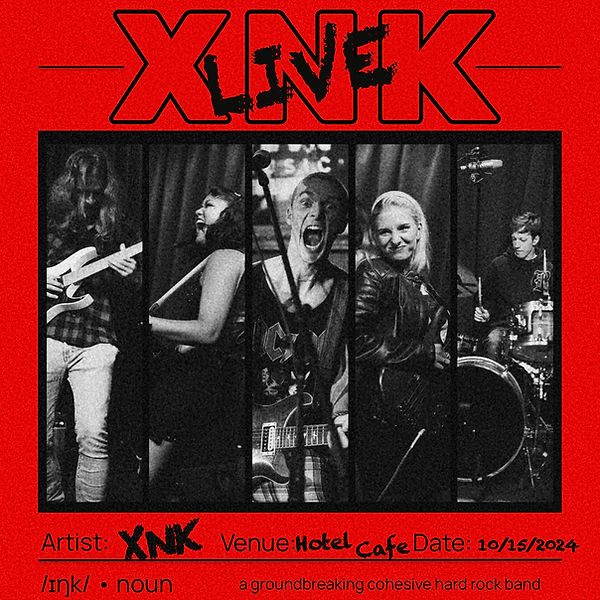 XNK
LIVE
Artist: XNK Venue: Hotel Cafe Date: 10/15/2024
/ɪŋk/ • noun a groundbreaking cohesive hard rock band